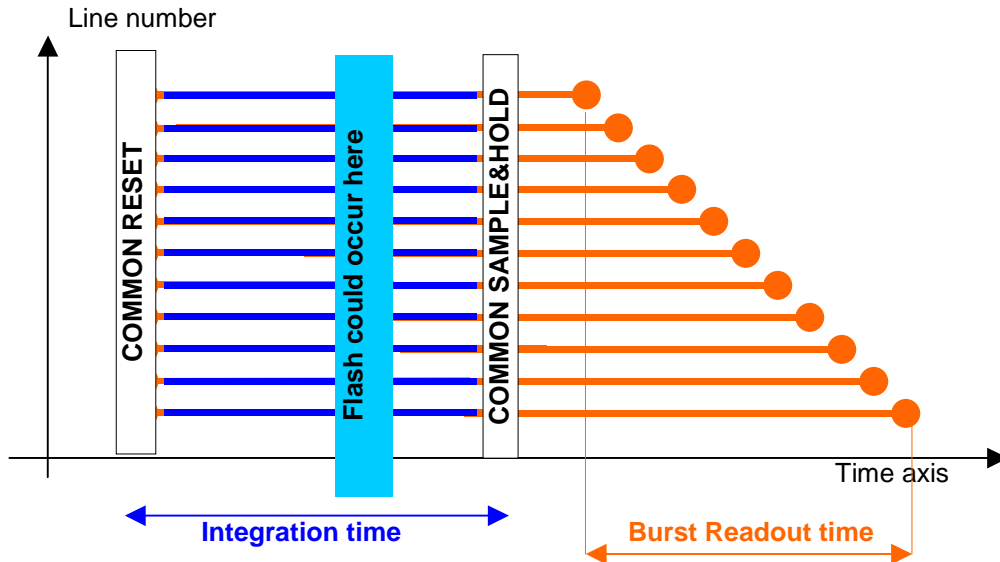 Line number
COMMON RESET
Flash could occur here
COMMON SAMPLE&HOLD
Time axis
Integration time
Burst Readout time